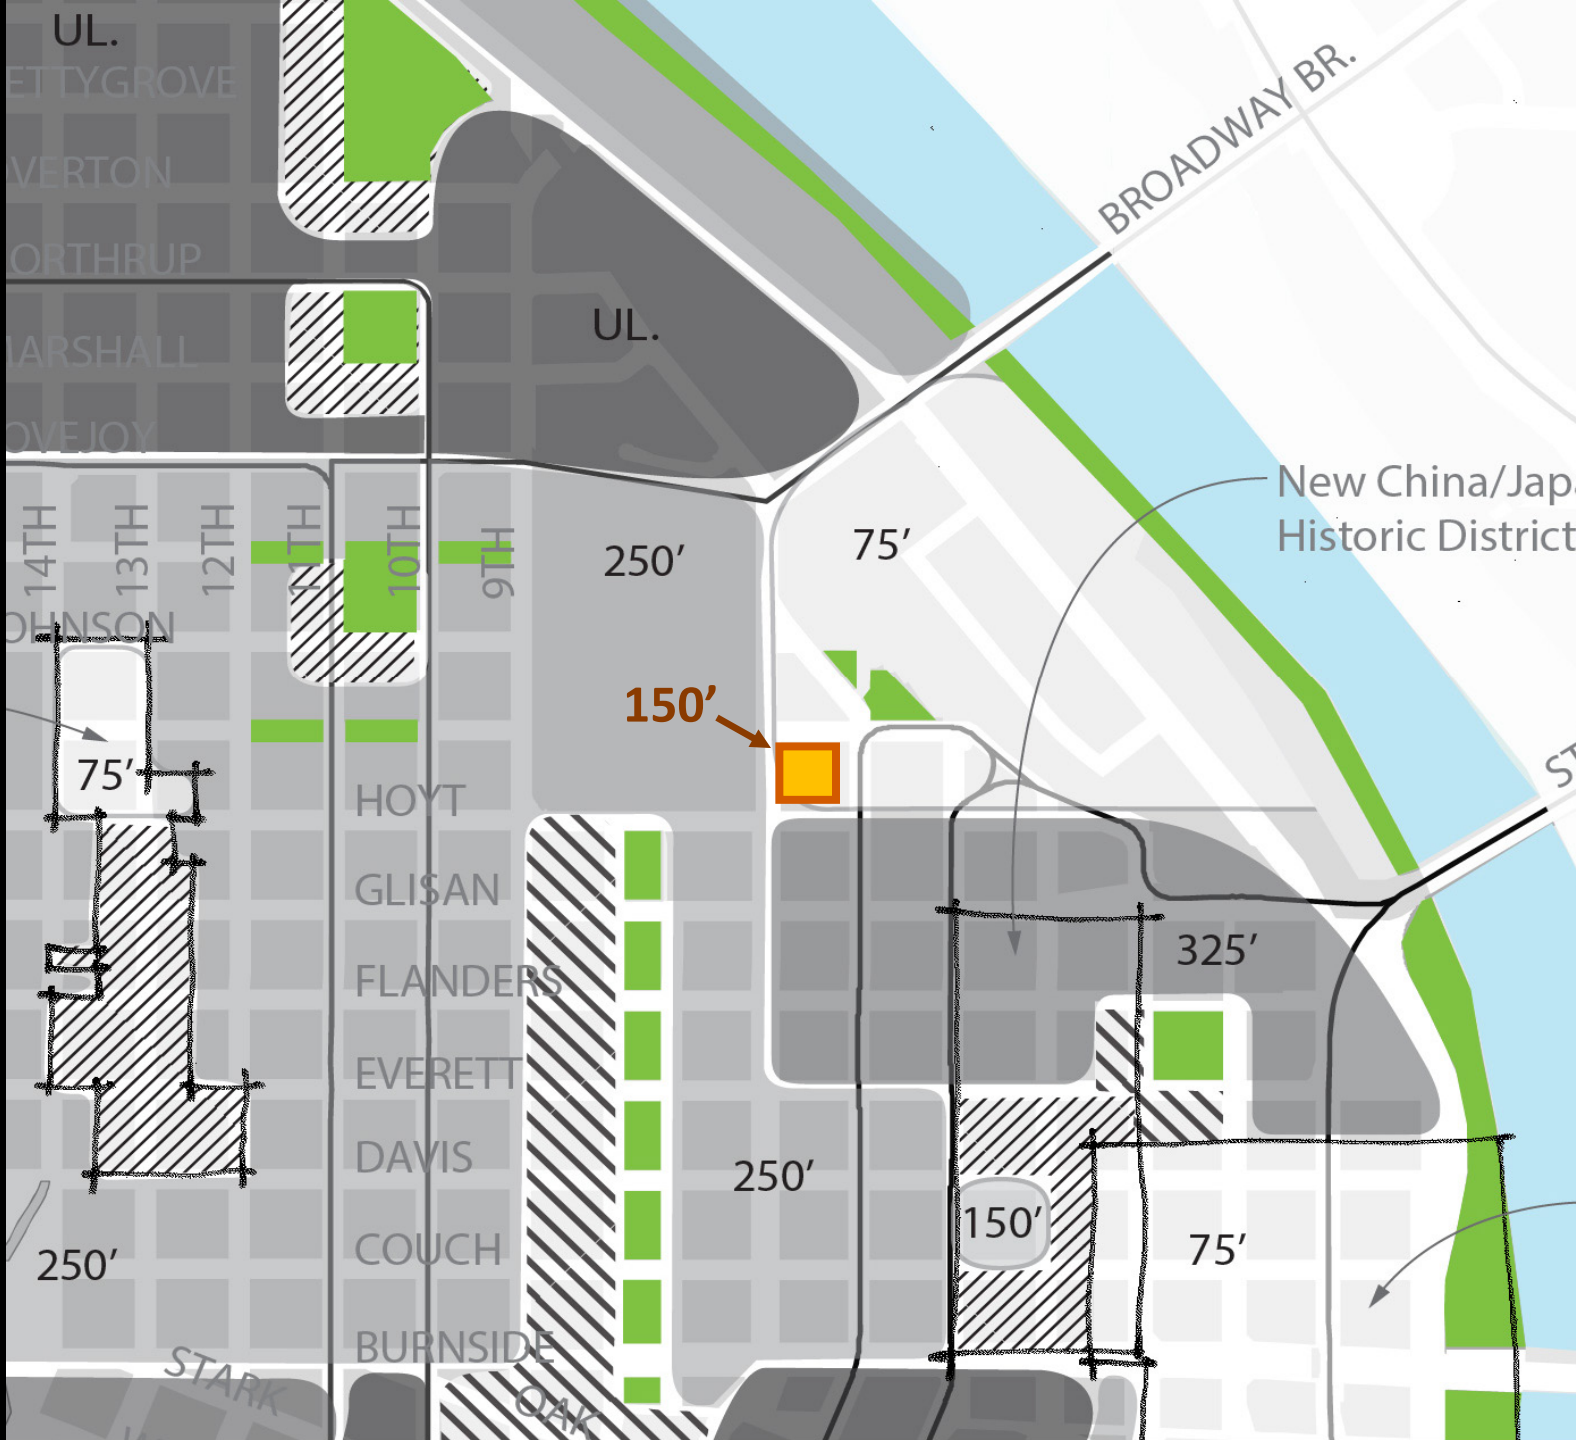 UL.
ETTYGROVE
BROADWAY BR.
VERTON
ORTHRUP
UL.
ARSHALL
OVEJOY
New China/Japa
Historic District
14TH
13TH
12TH
11TH
10TH
9TH
250'
75'
OHNSON
150'
75'
ST
HOYT
GLISAN
325'
FLANDERS
EVERETT
DAVIS
250'
150'
75'
COUCH
250'
BURNSIDE
STARK
OAK